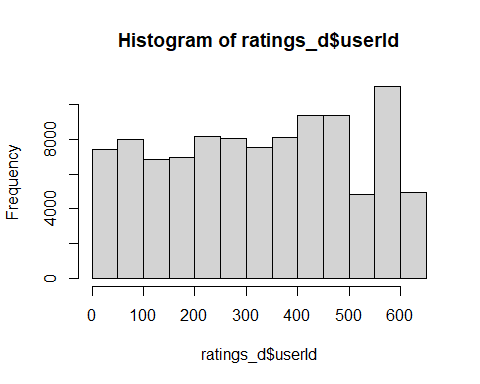 Histogram of ratings_d$userId
Frequency
8000
4000
0
0 100 200 300 400 500 600
ratings_d$userId